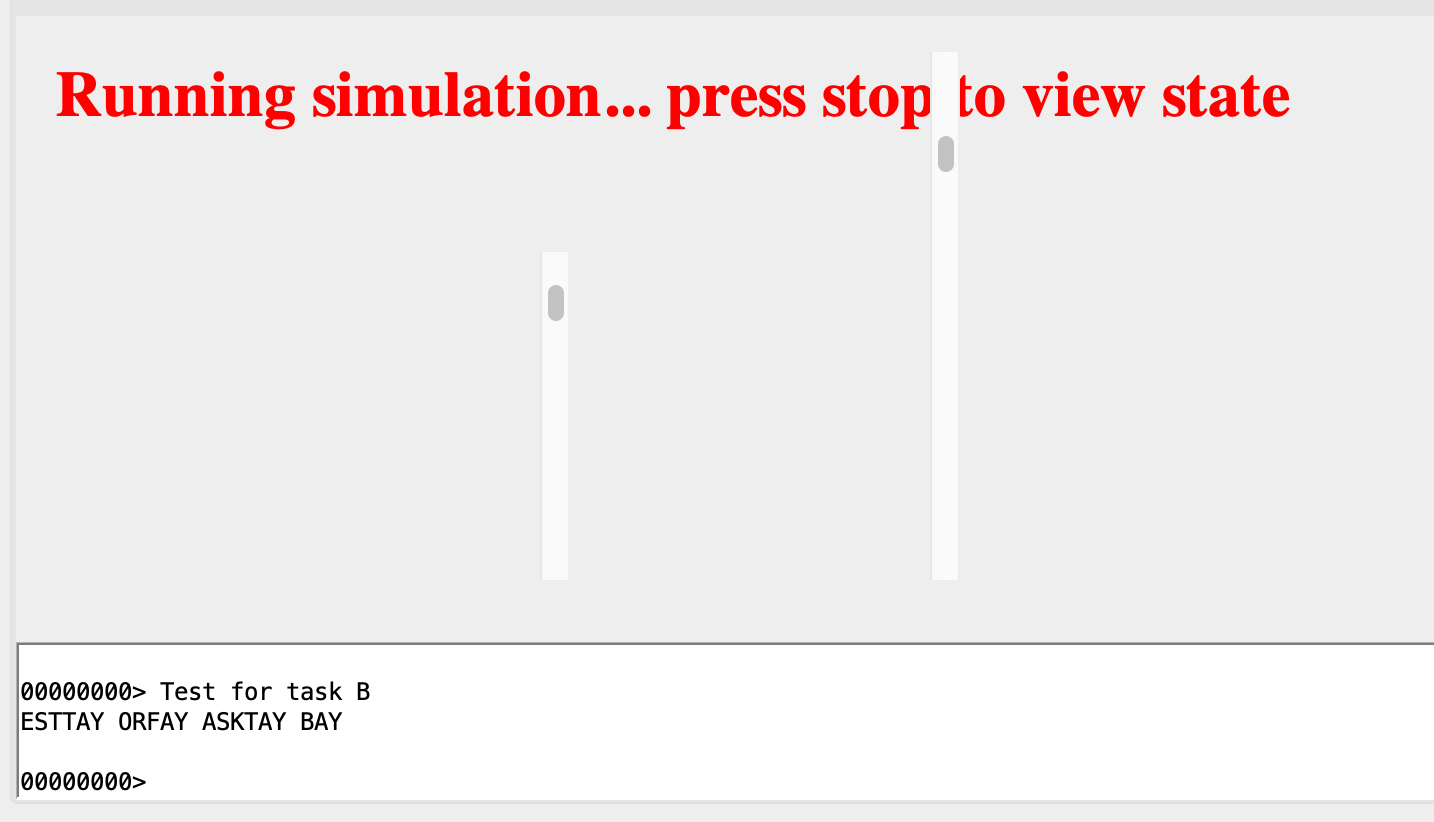 Running simulation... press stop to view state
00000000> Test for task B
ESTTAY ORFAY ASKTAY BAY
00000000>